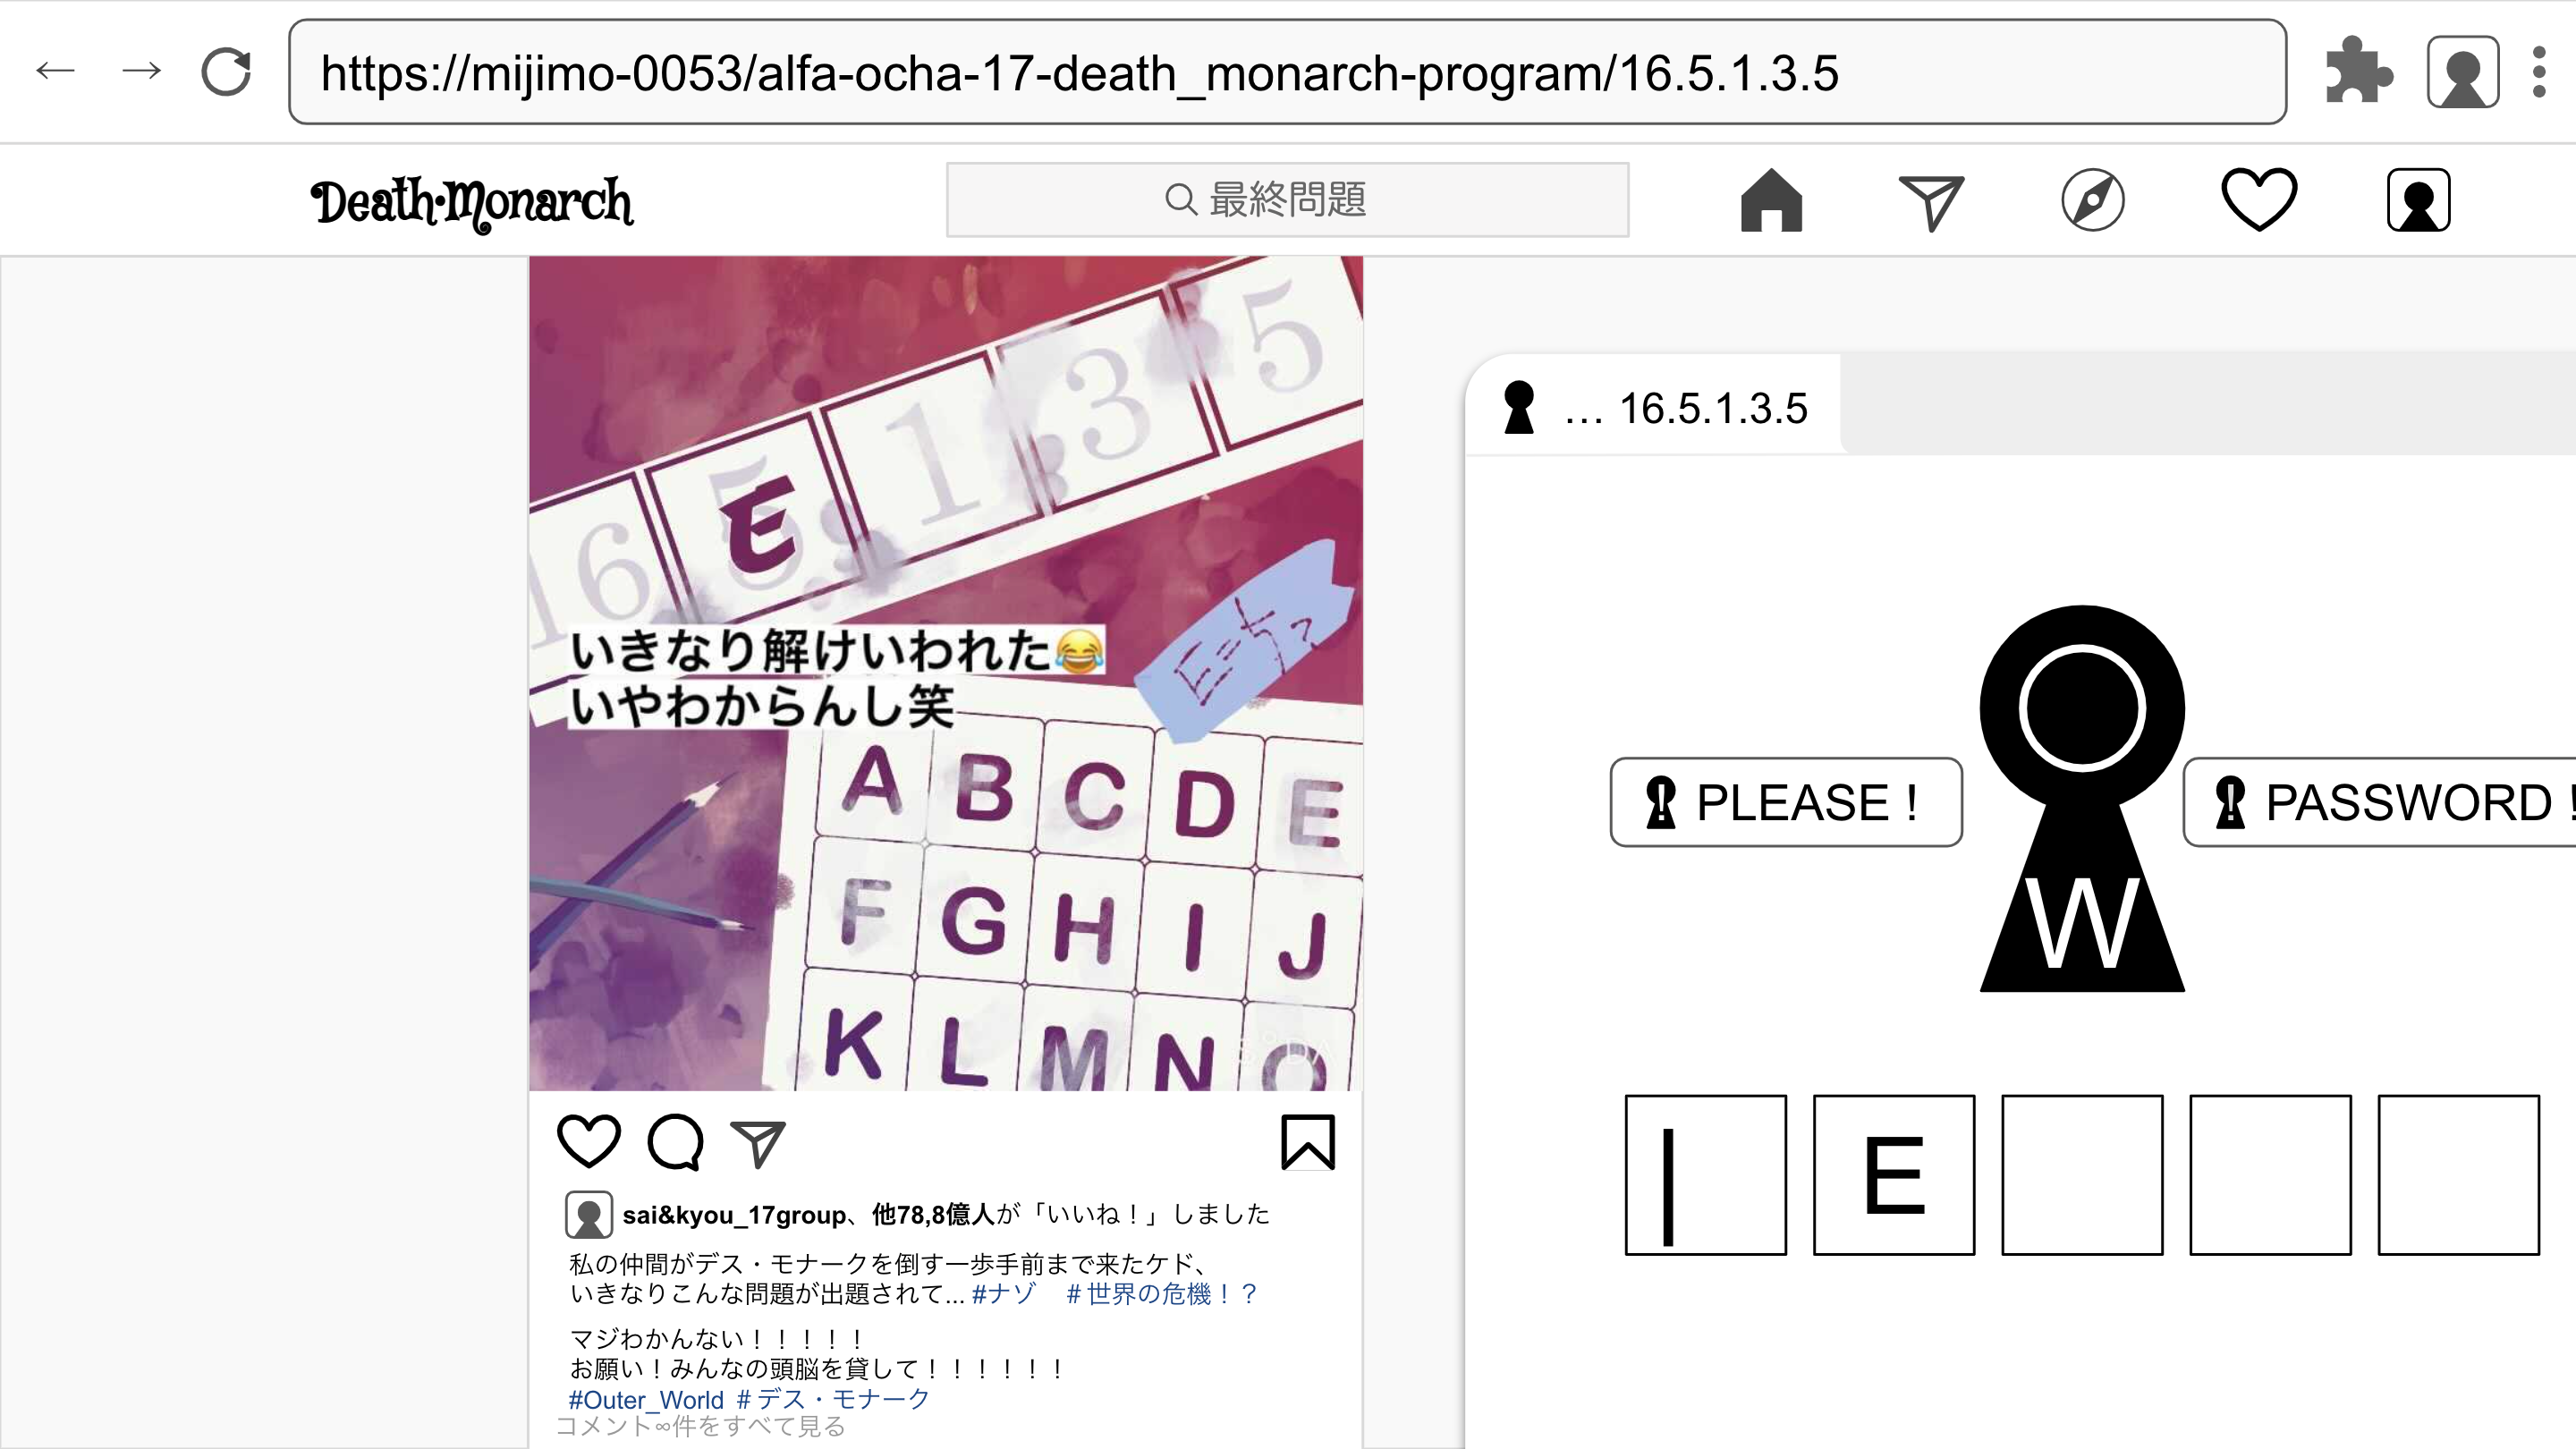 https://mijimo-0053/alfa-ocha-17-death_monarch-program/16.5.1.3.5
Death・Monarch
最終問題
16 5 1 3 5
E
いきなり解けいわれた😂
いやわからんし笑
A B C D E
F G H I J
K L M N O
sai&kyou_17group、他78,8億人が「いいね！」しました
私の仲間がデス・モナークを倒す一歩手前まで来たケド、
いきなりこんな問題が出題されて... #ナゾ　#世界の危機！？
マジわかんない！！！！！
お願い！みんなの頭脳を貸して！！！！！！
#Outer_World #デス・モナーク
コメント∞件をすべて見る
... 16.5.1.3.5
! PLEASE !
! PASSWORD !
W
| E